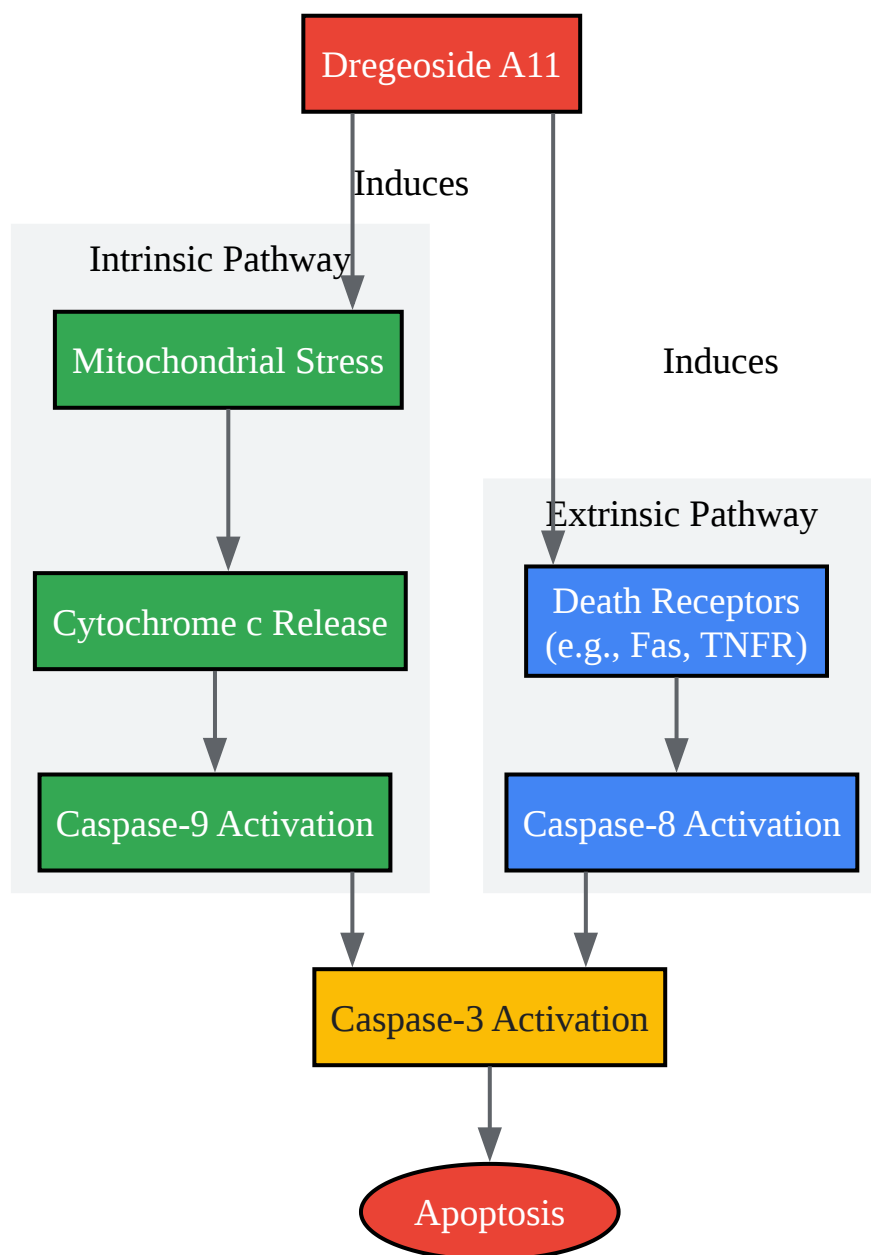 Dregeoside A11
Induces
Intrinsic Pathway
Mitochondrial Stress
Induces
Extrinsic Pathway
Cytochrome c Release
Death Receptors
(e.g., Fas, TNFR)
Caspase-9 Activation
Caspase-8 Activation
Caspase-3 Activation
Apoptosis